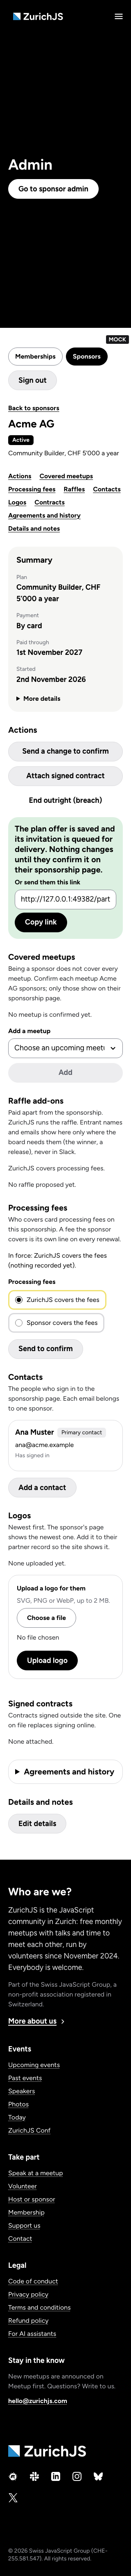 ZurichJS
Admin
Go to sponsor admin
MOCK
Memberships
Sponsors
Sign out
Back to sponsors
Acme AG
Active
Community Builder, CHF 5'000 a year
Actions
Covered meetups
Processing fees
Raffles
Contacts
Logos
Contracts
Agreements and history
Details and notes
Summary
Plan
Community Builder, CHF
5'000 a year
Payment
By card
Paid through
1st November 2027
Started
2nd November 2026
▶ More details
Actions
Send a change to confirm
Attach signed contract
End outright (breach)
The plan offer is saved and
its invitation is queued for
delivery. Nothing changes
until they confirm it on
their sponsorship page.
Or send them this link
http://127.0.0.1:49382/part
Copy link
Covered meetups
Being a sponsor does not cover every
meetup. Confirm each meetup Acme
AG sponsors; only those show on their
sponsorship page.
No meetup is confirmed yet.
Add a meetup
Choose an upcoming meetu
Add
Raffle add-ons
Paid apart from the sponsorship.
ZurichJS runs the raffle. Entrant names
and emails show here only where the
board needs them (the winner, a
release), never in Slack.
ZurichJS covers processing fees.
No raffle proposed yet.
Processing fees
Who covers card processing fees on
this sponsorship. A processing fee the
sponsor covers is its own line on every renewal.
In force: ZurichJS covers the fees
(nothing recorded yet).
Processing fees
ZurichJS covers the fees
Sponsor covers the fees
Send to confirm
Contacts
The people who sign in to the
sponsorship page. Each email belongs
to one sponsor.
Ana Muster
Primary contact
ana@acme.example
Has signed in
Add a contact
Logos
Newest first. The sponsor's page
shows the newest one. Add it to their
partner record so the site shows it.
None uploaded yet.
Upload a logo for them
SVG, PNG or WebP, up to 2 MB.
Choose a file
No file chosen
Upload logo
Signed contracts
Contracts signed outside the site. One
on file replaces signing online.
None attached.
▶ Agreements and history
Details and notes
Edit details
Who are we?
ZurichJS is the JavaScript
community in Zurich: free monthly
meetups with talks and time to
meet each other, run by
volunteers since November 2024.
Everybody is welcome.
Part of the Swiss JavaScript Group, a
non-profit association registered in
Switzerland.
More about us
Events
Upcoming events
Past events
Speakers
Photos
Today
ZurichJS Conf
Take part
Speak at a meetup
Volunteer
Host or sponsor
Membership
Support us
Contact
Legal
Code of conduct
Privacy policy
Terms and conditions
Refund policy
For AI assistants
Stay in the know
New meetups are announced on
Meetup first. Questions? Write to us.
hello@zurichjs.com
ZurichJS
© 2026 Swiss JavaScript Group (CHE-
255.581.547). All rights reserved.